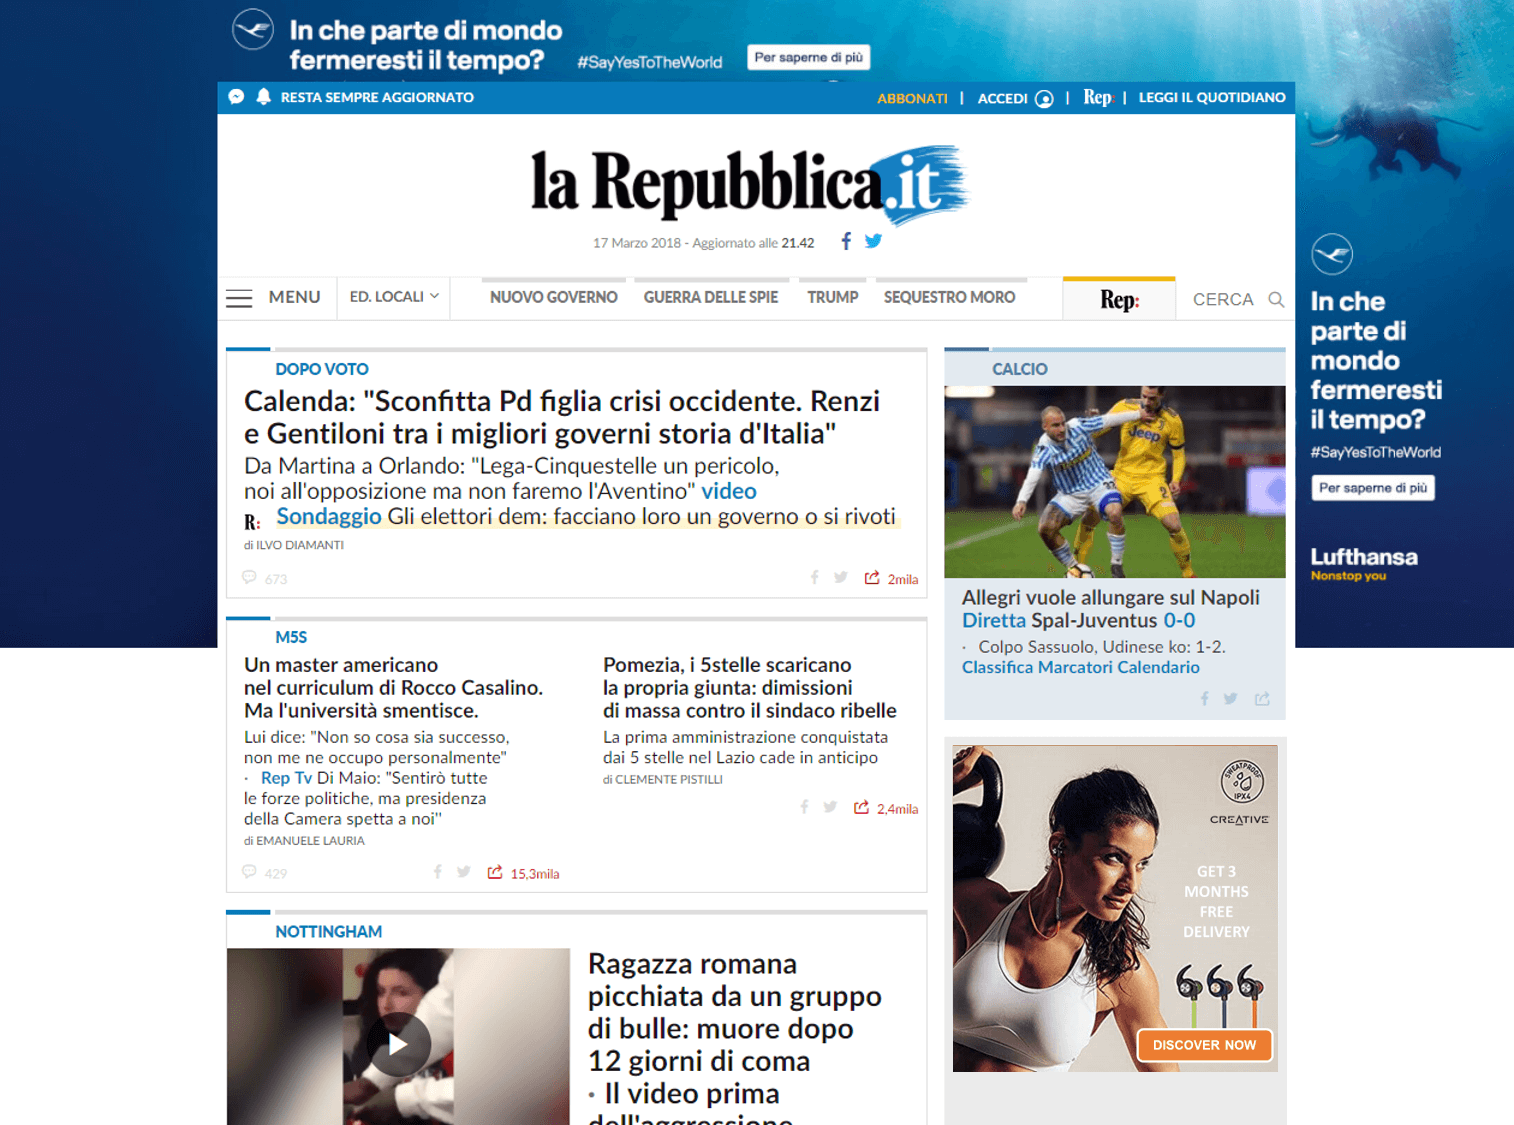 In che parte di mondo
fermeresti il tempo?
#SayYesToTheWorld
Per saperne di più
RESTA SEMPRE AGGIORNATO
ABBONATI | ACCEDI | Rep: | LEGGI IL QUOTIDIANO
la Repubblica.it
17 Marzo 2018 - Aggiornato alle 21.42
MENU
ED. LOCALI
NUOVO GOVERNO
GUERRA DELLE SPIE
TRUMP
SEQUESTRO MORO
Rep:
CERCA
DOPO VOTO
Calenda: "Sconfitta Pd figlia crisi occidente. Renzi
e Gentiloni tra i migliori governi storia d'Italia"
Da Martina a Orlando: "Lega-Cinquestelle un pericolo,
noi all'opposizione ma non faremo l'Aventino" video
R: Sondaggio Gli elettori dem: facciano loro un governo o si rivoti
di ILVO DIAMANTI
673
2mila
M5S
Un master americano
nel curriculum di Rocco Casalino.
Ma l'università smentisce.
Lui dice: "Non so cosa sia successo,
non me ne occupo personalmente"
· Rep Tv Di Maio: "Sentirò tutte
le forze politiche, ma presidenza
della Camera spetta a noi"
di EMANUELE LAURIA
429
15,3mila
Pomezia, i 5stelle scaricano
la propria giunta: dimissioni
di massa contro il sindaco ribelle
La prima amministrazione conquistata
dai 5 stelle nel Lazio cade in anticipo
di CLEMENTE PISTILLI
2,4mila
NOTTINGHAM
Ragazza romana
picchiata da un gruppo
di bulle: muore dopo
12 giorni di coma
· Il video prima
dell'aggressione
CALCIO
Jeep
Allegri vuole allungare sul Napoli
Diretta Spal-Juventus 0-0
· Colpo Sassuolo, Udinese ko: 1-2.
Classifica Marcatori Calendario
SWEATPROOF
IPX4
CREATIVE
GET 3
MONTHS
FREE
DELIVERY
DISCOVER NOW
In che
parte di
mondo
fermeresti
il tempo?
#SayYesToTheWorld
Per saperne di più
Lufthansa
Nonstop you